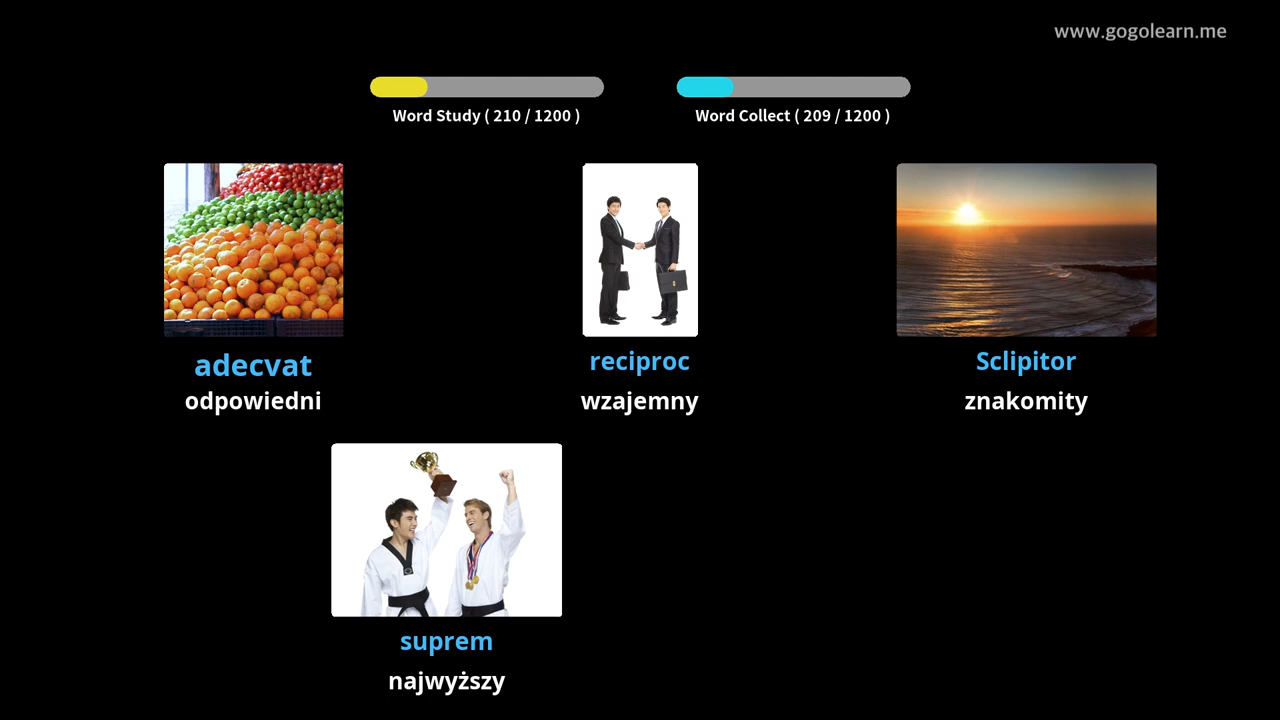 www.gogolearn.me
Word Study ( 210 / 1200 )
Word Collect ( 209 / 1200 )
adecvat
odpowiedni
reciproc
wzajemny
Sclipitor
znakomity
suprem
najwyższy